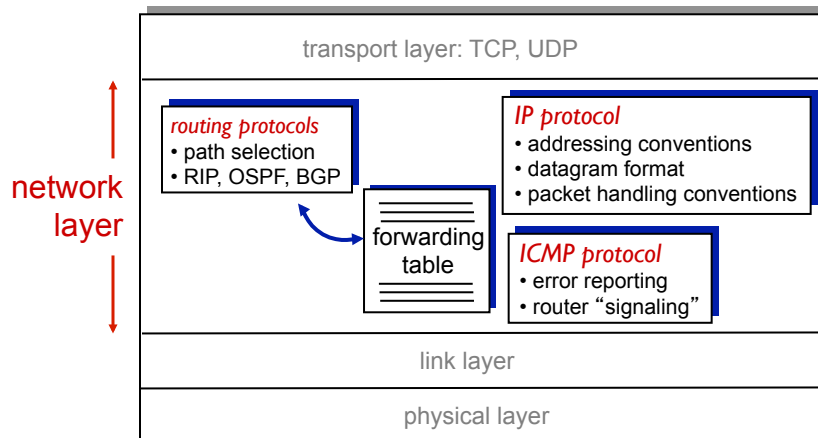 transport layer: TCP, UDP
network
layer
routing protocols
• path selection
• RIP, OSPF, BGP
forwarding
table
IP protocol
• addressing conventions
• datagram format
• packet handling conventions
ICMP protocol
• error reporting
• router “signaling”
link layer
physical layer